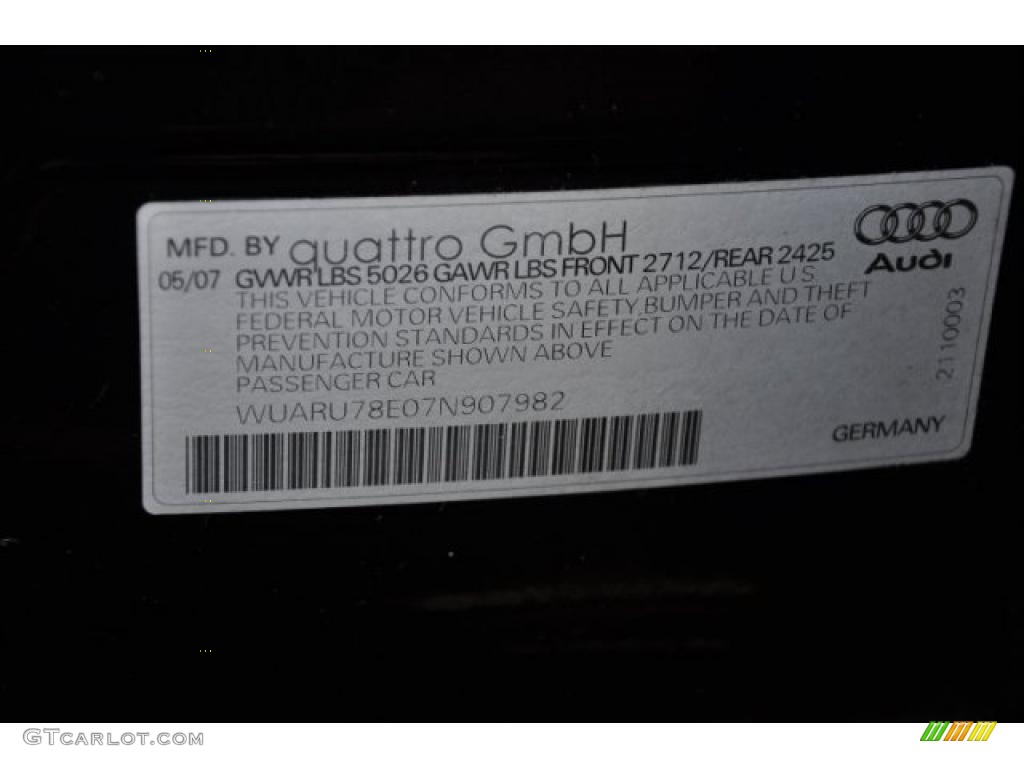 MFD. BY quattro GmbH
05/07 GVWR LBS 5026 GAWR LBS FRONT 2712/REAR 2425
THIS VEHICLE CONFORMS TO ALL APPLICABLE U S
FEDERAL MOTOR VEHICLE SAFETY, BUMPER AND THEFT
PREVENTION STANDARDS IN EFFECT ON THE DATE OF
MANUFACTURE SHOWN ABOVE
PASSENGER CAR
WUARU78E07N907982
Audi
2110003
GERMANY
GTCARLOT.COM